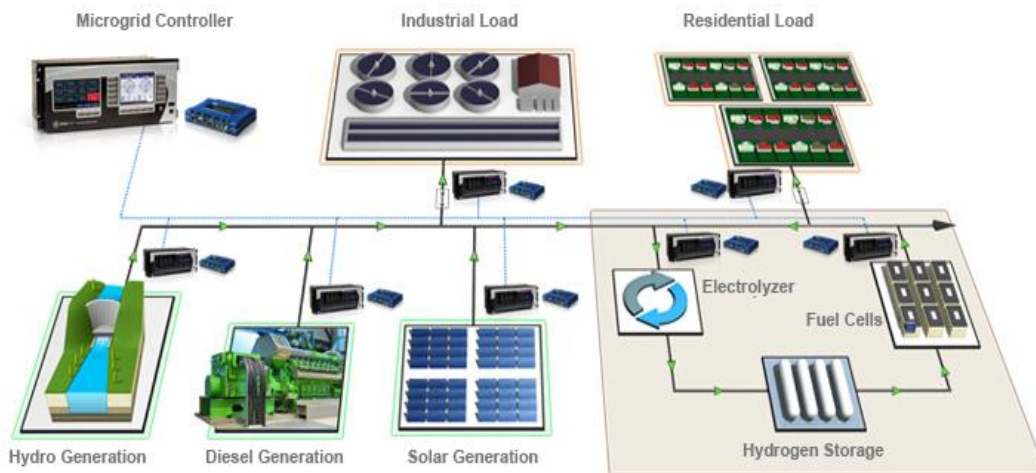 Microgrid Controller
Industrial Load
Residential Load
Electrolyzer
Fuel Cells
Hydro Generation
Diesel Generation
Solar Generation
Hydrogen Storage